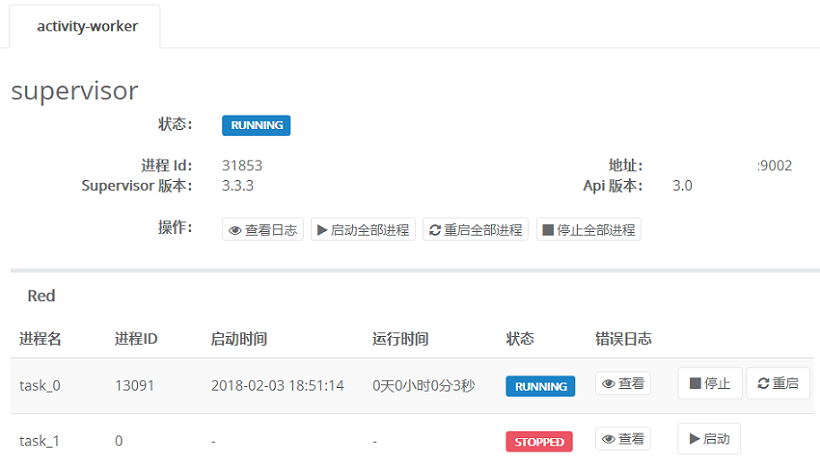 activity-worker
supervisor
状态： RUNNING
进程 Id： 31853 地址： :9002
Supervisor 版本： 3.3.3 Api 版本： 3.0
操作： 查看日志 启动全部进程 重启全部进程 停止全部进程
Red
进程名 进程ID 启动时间 运行时间 状态 错误日志
task_0 13091 2018-02-03 18:51:14 0天0小时0分3秒 RUNNING 查看 停止 重启
task_1 0 - - STOPPED 查看 启动